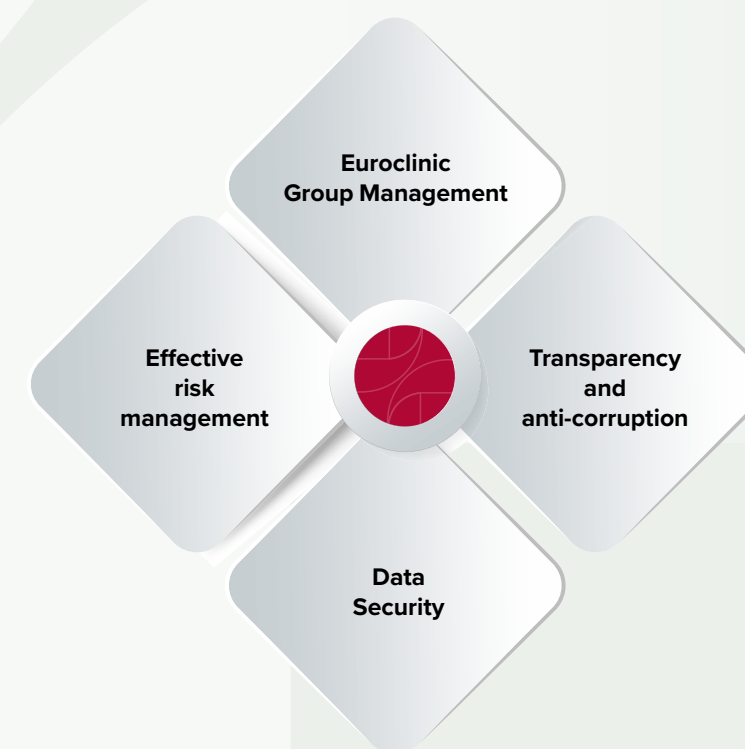 Euroclinic
Group Management
Effective
risk
management
Transparency
and
anti-corruption
Data
Security